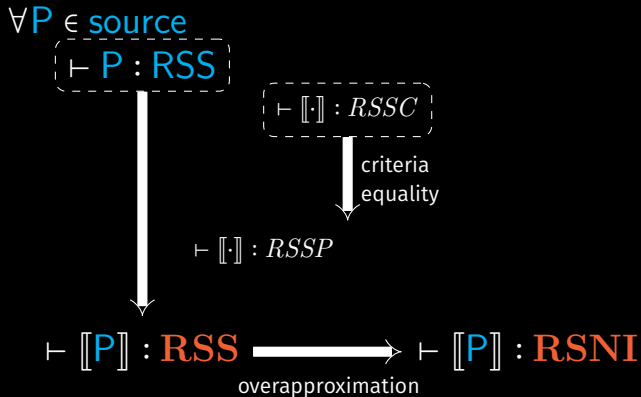 ∀P ∈ source
⊢ P : RSS
⊢ ⟦·⟧ : RSSC
criteria
equality
⊢ ⟦·⟧ : RSSP
⊢ ⟦P⟧ : RSS
⊢ ⟦P⟧ : RSNI
overapproximation